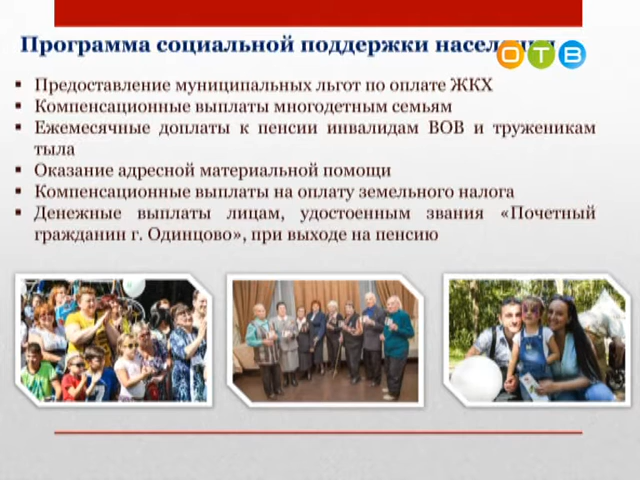 Программа социальной поддержки населения
ОТВ
Предоставление муниципальных льгот по оплате ЖКХ
Компенсационные выплаты многодетным семьям
Ежемесячные доплаты к пенсии инвалидам ВОВ и труженикам
тыла
Оказание адресной материальной помощи
Компенсационные выплаты на оплату земельного налога
Денежные выплаты лицам, удостоенным звания «Почетный
гражданин г. Одинцово», при выходе на пенсию